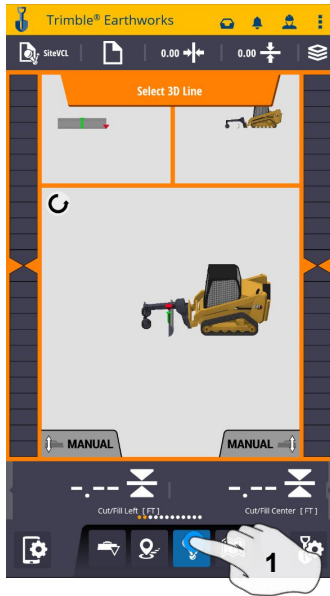 Trimble® Earthworks
SiteVCL
0.00
0.00
Select 3D Line
MANUAL
MANUAL
-.--
-.--
Cut/Fill Left [ FT ]
Cut/Fill Center [ FT ]
1